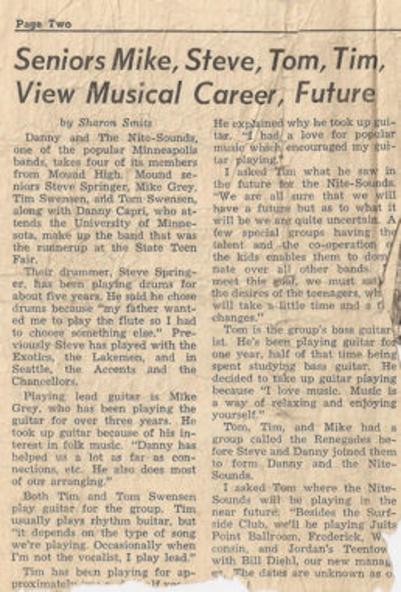 Page Two
Seniors Mike, Steve, Tom, Tim,
View Musical Career, Future
by Sharon Smits
Danny and The Nite-Sounds,
one of the popular Minneapolis
bands, takes four of its members
from Mound High. Mound se-
niors Steve Springer, Mike Grey,
Tim Swensen, and Tom Swensen,
along with Danny Capri, who at-
tends the University of Minne-
sota, make up the band that was
the runnerup at the State Teen
Fair.
Their drummer, Steve Spring-
er, has been playing drums for
about five years. He said he chose
drums because "my father want-
ed me to play the flute so I had
to choose something else." Pre-
viously Steve has played with the
Exotics, the Lakemen, and in
Seattle, the Accents and the
Chancellors.
Playing lead guitar is Mike
Grey, who has been playing the
guitar for over three years. He
took up guitar because of his in-
terest in folk music. "Danny has
helped us a lot as far as con-
nections, etc. He also does most
of our arranging."
Both Tim and Tom Swensen
play guitar for the group. Tim
usually plays rhythm buitar, but
"it depends on the type of song
we're playing. Occasionally when
I'm not the vocalist, I play lead."
Tim has been playing for ap-
proximately
He explained why he took up gui-
tar. "I had a love for popular
music which encouraged my gui-
tar playing."
I asked Tim what he saw in
the future for the Nite-Sounds.
"We are all sure that we will
have a future but as to what it
will be we are quite uncertain. A
few special groups having the
talent and the co-operation of
the kids enables them to dom
nate over all other bands
meet this goal, we must sat
the desires of the teenagers, wh
will take a little time and a f
changes."
Tom is the group's bass guitar
ist. He's been playing guitar for
one year, half of that time being
spent studying bass guitar. He
decided to take up guitar playing
because "I love music. Music is
a way of relaxing and enjoying
yourself."
Tom, Tim, and Mike had a
group called the Renegades be-
fore Steve and Danny joined them
to form Danny and the Nite-
Sounds.
I asked Tom where the Nite-
Sounds will be playing in the
near future. "Besides the Surf-
side Club, we'll be playing Juits
Point Ballroom, Frederick, W
consin, and Jordan's Teentow
with Bill Diehl, our new manag
er. The dates are unknown as o